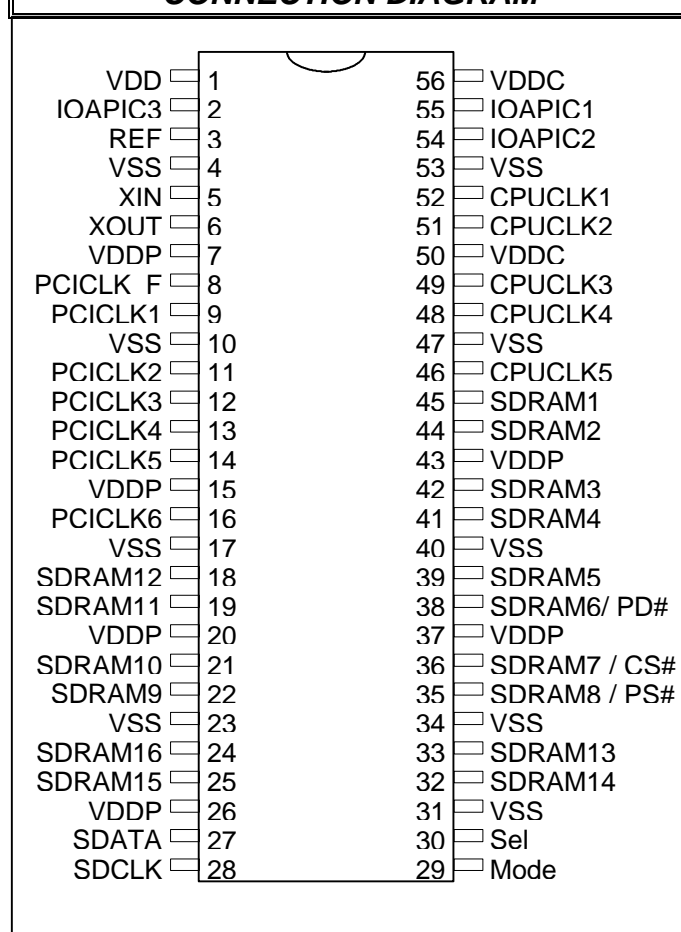 CONNECTION DIAGRAM
VDD 1 56 VDDC
IOAPIC3 2 55 IOAPIC1
REF 3 54 IOAPIC2
VSS 4 53 VSS
XIN 5 52 CPUCLK1
XOUT 6 51 CPUCLK2
VDDP 7 50 VDDC
PCICLK_F 8 49 CPUCLK3
PCICLK1 9 48 CPUCLK4
VSS 10 47 VSS
PCICLK2 11 46 CPUCLK5
PCICLK3 12 45 SDRAM1
PCICLK4 13 44 SDRAM2
PCICLK5 14 43 VDDP
VDDP 15 42 SDRAM3
PCICLK6 16 41 SDRAM4
VSS 17 40 VSS
SDRAM12 18 39 SDRAM5
SDRAM11 19 38 SDRAM6/ PD#
VDDP 20 37 VDDP
SDRAM10 21 36 SDRAM7 / CS#
SDRAM9 22 35 SDRAM8 / PS#
VSS 23 34 VSS
SDRAM16 24 33 SDRAM13
SDRAM15 25 32 SDRAM14
VDDP 26 31 VSS
SDATA 27 30 Sel
SDCLK 28 29 Mode